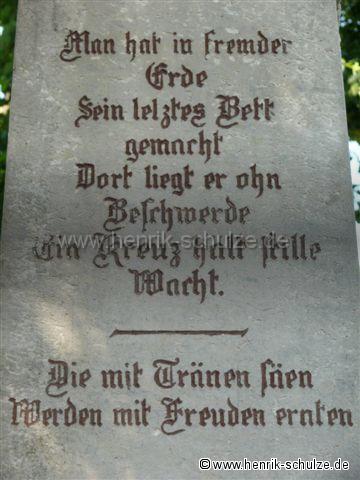 Man hat in fremder
Erde
Sein letztes Bett
gemacht
Dort liegt er ohn
Beschwerde
Ein Kreuz hält stille
Wacht.
Die mit Tränen säen
Werden mit Freuden ernten
www.henrik-schulze.de
© www.henrik-schulze.de